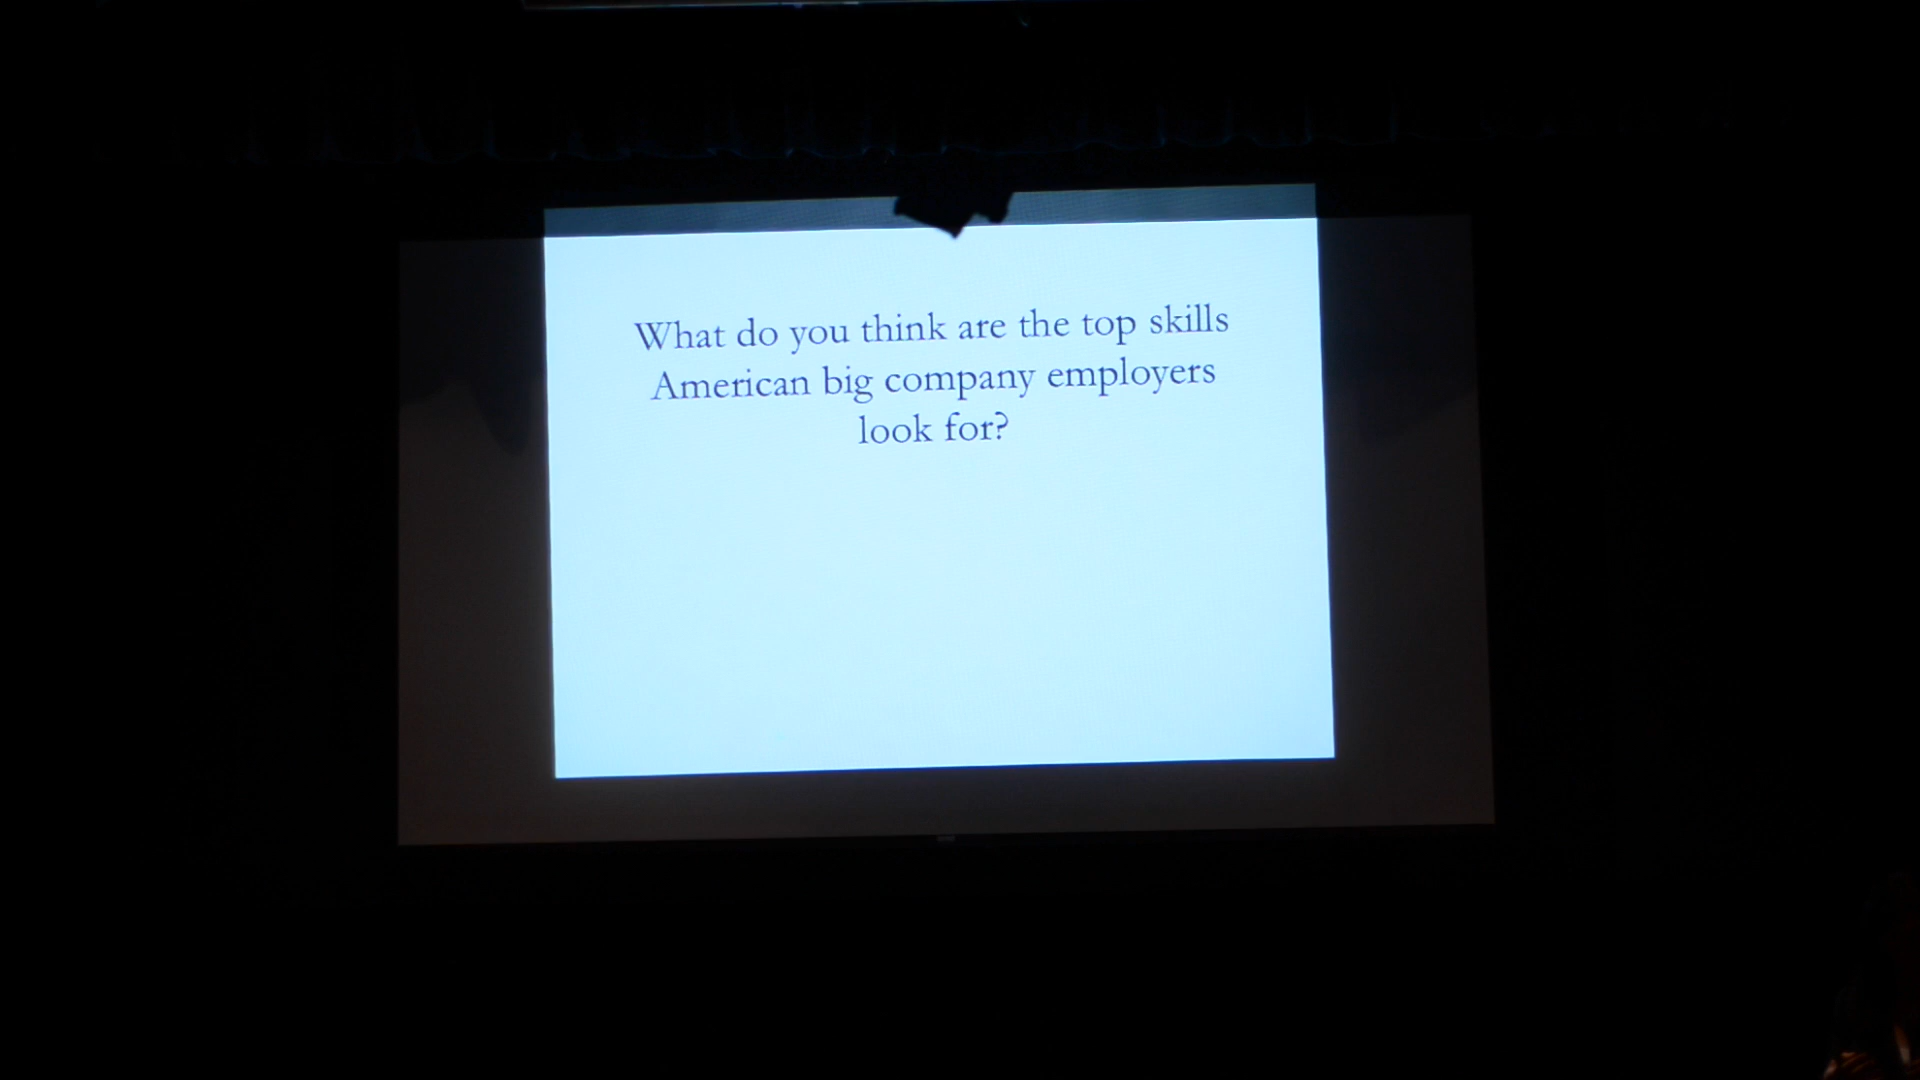 What do you think are the top skills
American big company employers
look for?